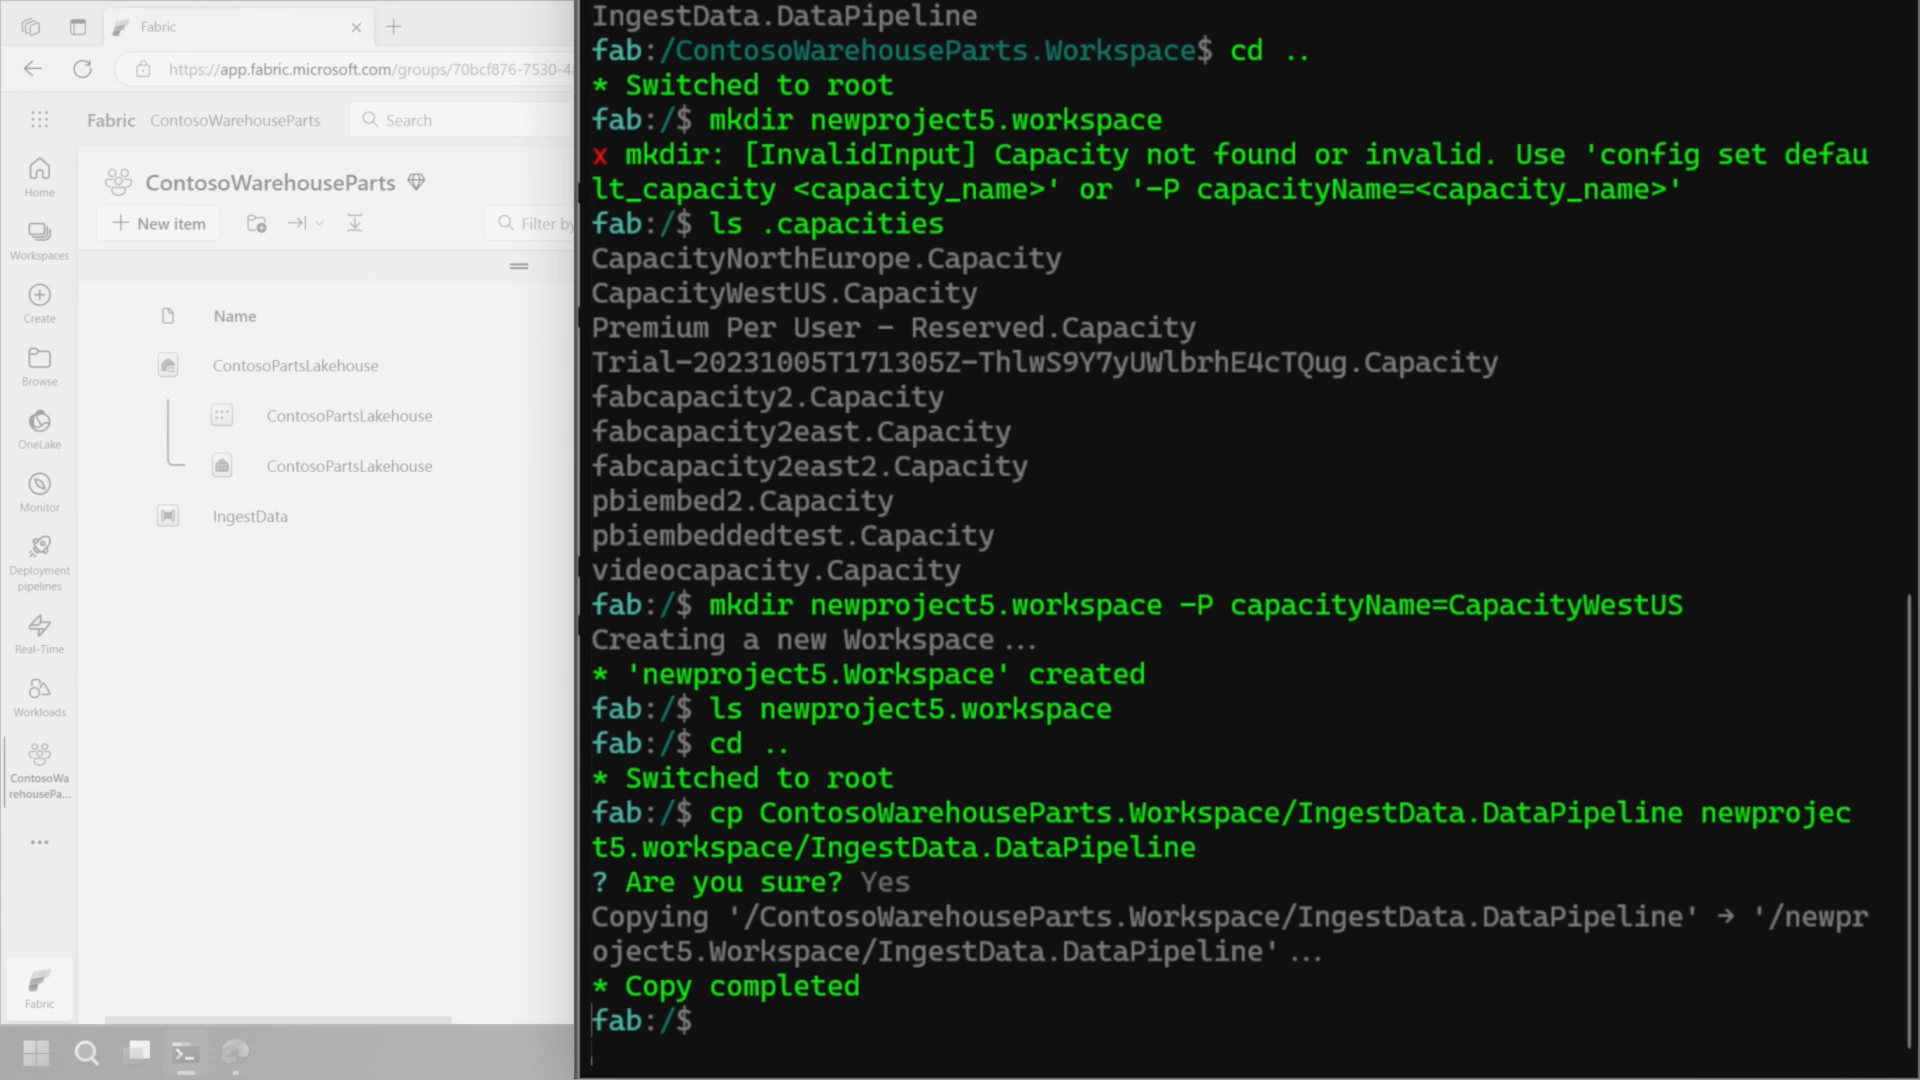 Fabric
https://app.fabric.microsoft.com/groups/70bcf876-7530-4
Fabric
ContosoWarehouseParts
Search
Home
Workspaces
Create
Browse
OneLake
Monitor
Deployment
pipelines
Real-Time
Workloads
ContosoWa
rehousePa...
Fabric
ContosoWarehouseParts
New item
Filter by
Name
ContosoPartsLakehouse
ContosoPartsLakehouse
ContosoPartsLakehouse
IngestData
IngestData.DataPipeline
fab:/ContosoWarehouseParts.Workspace$ cd ..
* Switched to root
fab:/$ mkdir newproject5.workspace
x mkdir: [InvalidInput] Capacity not found or invalid. Use 'config set defau
lt_capacity <capacity_name>' or '-P capacityName=<capacity_name>'
fab:/$ ls .capacities
CapacityNorthEurope.Capacity
CapacityWestUS.Capacity
Premium Per User - Reserved.Capacity
Trial-20231005T171305Z-ThlwS9Y7yUWlbrhE4cTQug.Capacity
fabcapacity2.Capacity
fabcapacity2east.Capacity
fabcapacity2east2.Capacity
pbiembed2.Capacity
pbiembeddedtest.Capacity
videocapacity.Capacity
fab:/$ mkdir newproject5.workspace -P capacityName=CapacityWestUS
Creating a new Workspace...
* 'newproject5.Workspace' created
fab:/$ ls newproject5.workspace
fab:/$ cd ..
* Switched to root
fab:/$ cp ContosoWarehouseParts.Workspace/IngestData.DataPipeline newprojec
t5.workspace/IngestData.DataPipeline
? Are you sure? Yes
Copying '/ContosoWarehouseParts.Workspace/IngestData.DataPipeline' → '/newpr
oject5.Workspace/IngestData.DataPipeline'...
* Copy completed
fab:/$